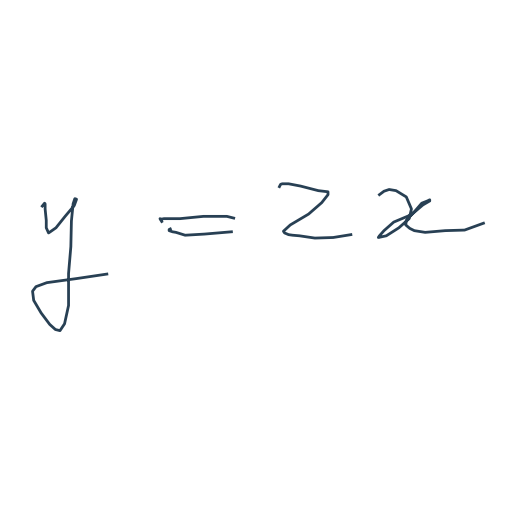 y = 2x